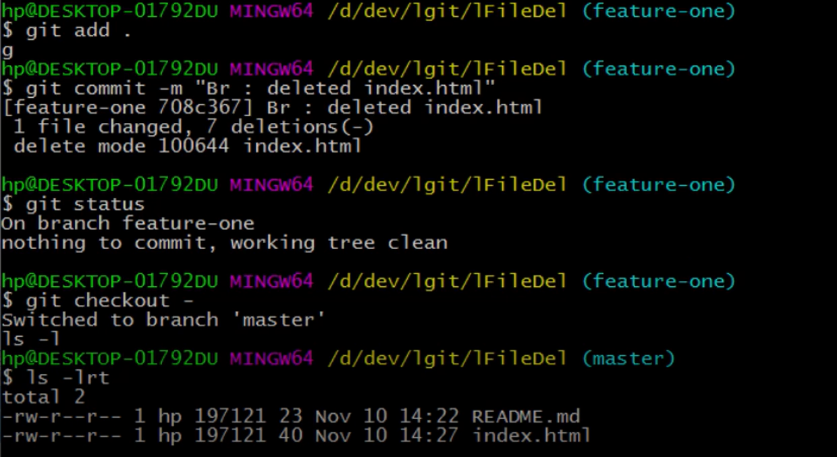 hp@DESKTOP-01792DU MINGW64 /d/dev/lgit/lFileDel (feature-one)
$ git add .
g
hp@DESKTOP-01792DU MINGW64 /d/dev/lgit/lFileDel (feature-one)
$ git commit -m "Br : deleted index.html"
[feature-one 708c367] Br : deleted index.html
 1 file changed, 7 deletions(-)
 delete mode 100644 index.html
hp@DESKTOP-01792DU MINGW64 /d/dev/lgit/lFileDel (feature-one)
$ git status
On branch feature-one
nothing to commit, working tree clean
hp@DESKTOP-01792DU MINGW64 /d/dev/lgit/lFileDel (feature-one)
$ git checkout -
Switched to branch 'master'
ls -l
hp@DESKTOP-01792DU MINGW64 /d/dev/lgit/lFileDel (master)
$ ls -lrt
total 2
-rw-r--r-- 1 hp 197121 23 Nov 10 14:22 README.md
-rw-r--r-- 1 hp 197121 40 Nov 10 14:27 index.html